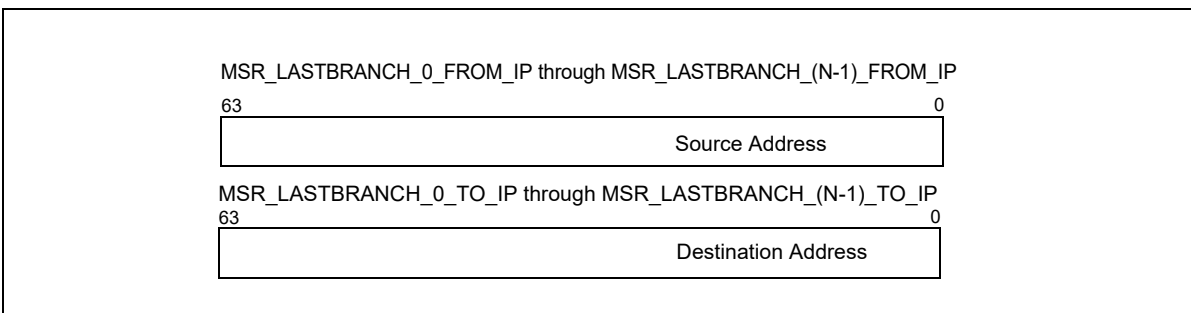 MSR_LASTBRANCH_0_FROM_IP through MSR_LASTBRANCH_(N-1)_FROM_IP
63 0
Source Address
MSR_LASTBRANCH_0_TO_IP through MSR_LASTBRANCH_(N-1)_TO_IP
63 0
Destination Address